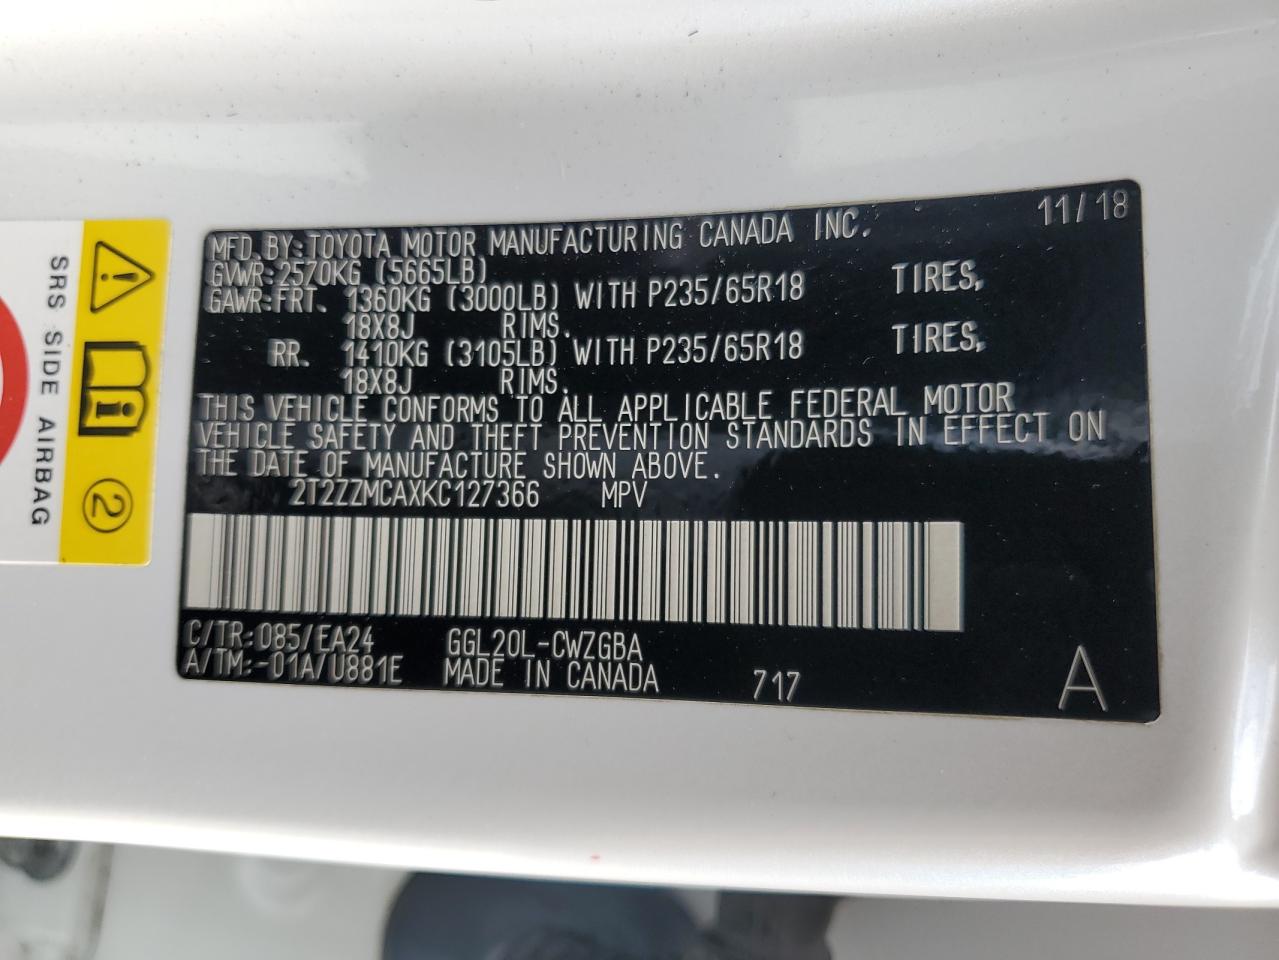 MFD.BY:TOYOTA MOTOR MANUFACTURING CANADA INC. 11/18
GVWR:2570KG (5665LB)
GAWR:FRT. 1360KG (3000LB) WITH P235/65R18 TIRES,
18X8J RIMS.
RR. 1410KG (3105LB) WITH P235/65R18 TIRES,
18X8J RIMS.
THIS VEHICLE CONFORMS TO ALL APPLICABLE FEDERAL MOTOR
VEHICLE SAFETY AND THEFT PREVENTION STANDARDS IN EFFECT ON
THE DATE OF MANUFACTURE SHOWN ABOVE.
2T2ZZMCAXKC127366 MPV
C/TR:085/EA24 GGL20L-CWZGBA
A/TM:-01A/U881E MADE IN CANADA 717 A
SRS SIDE AIRBAG
2